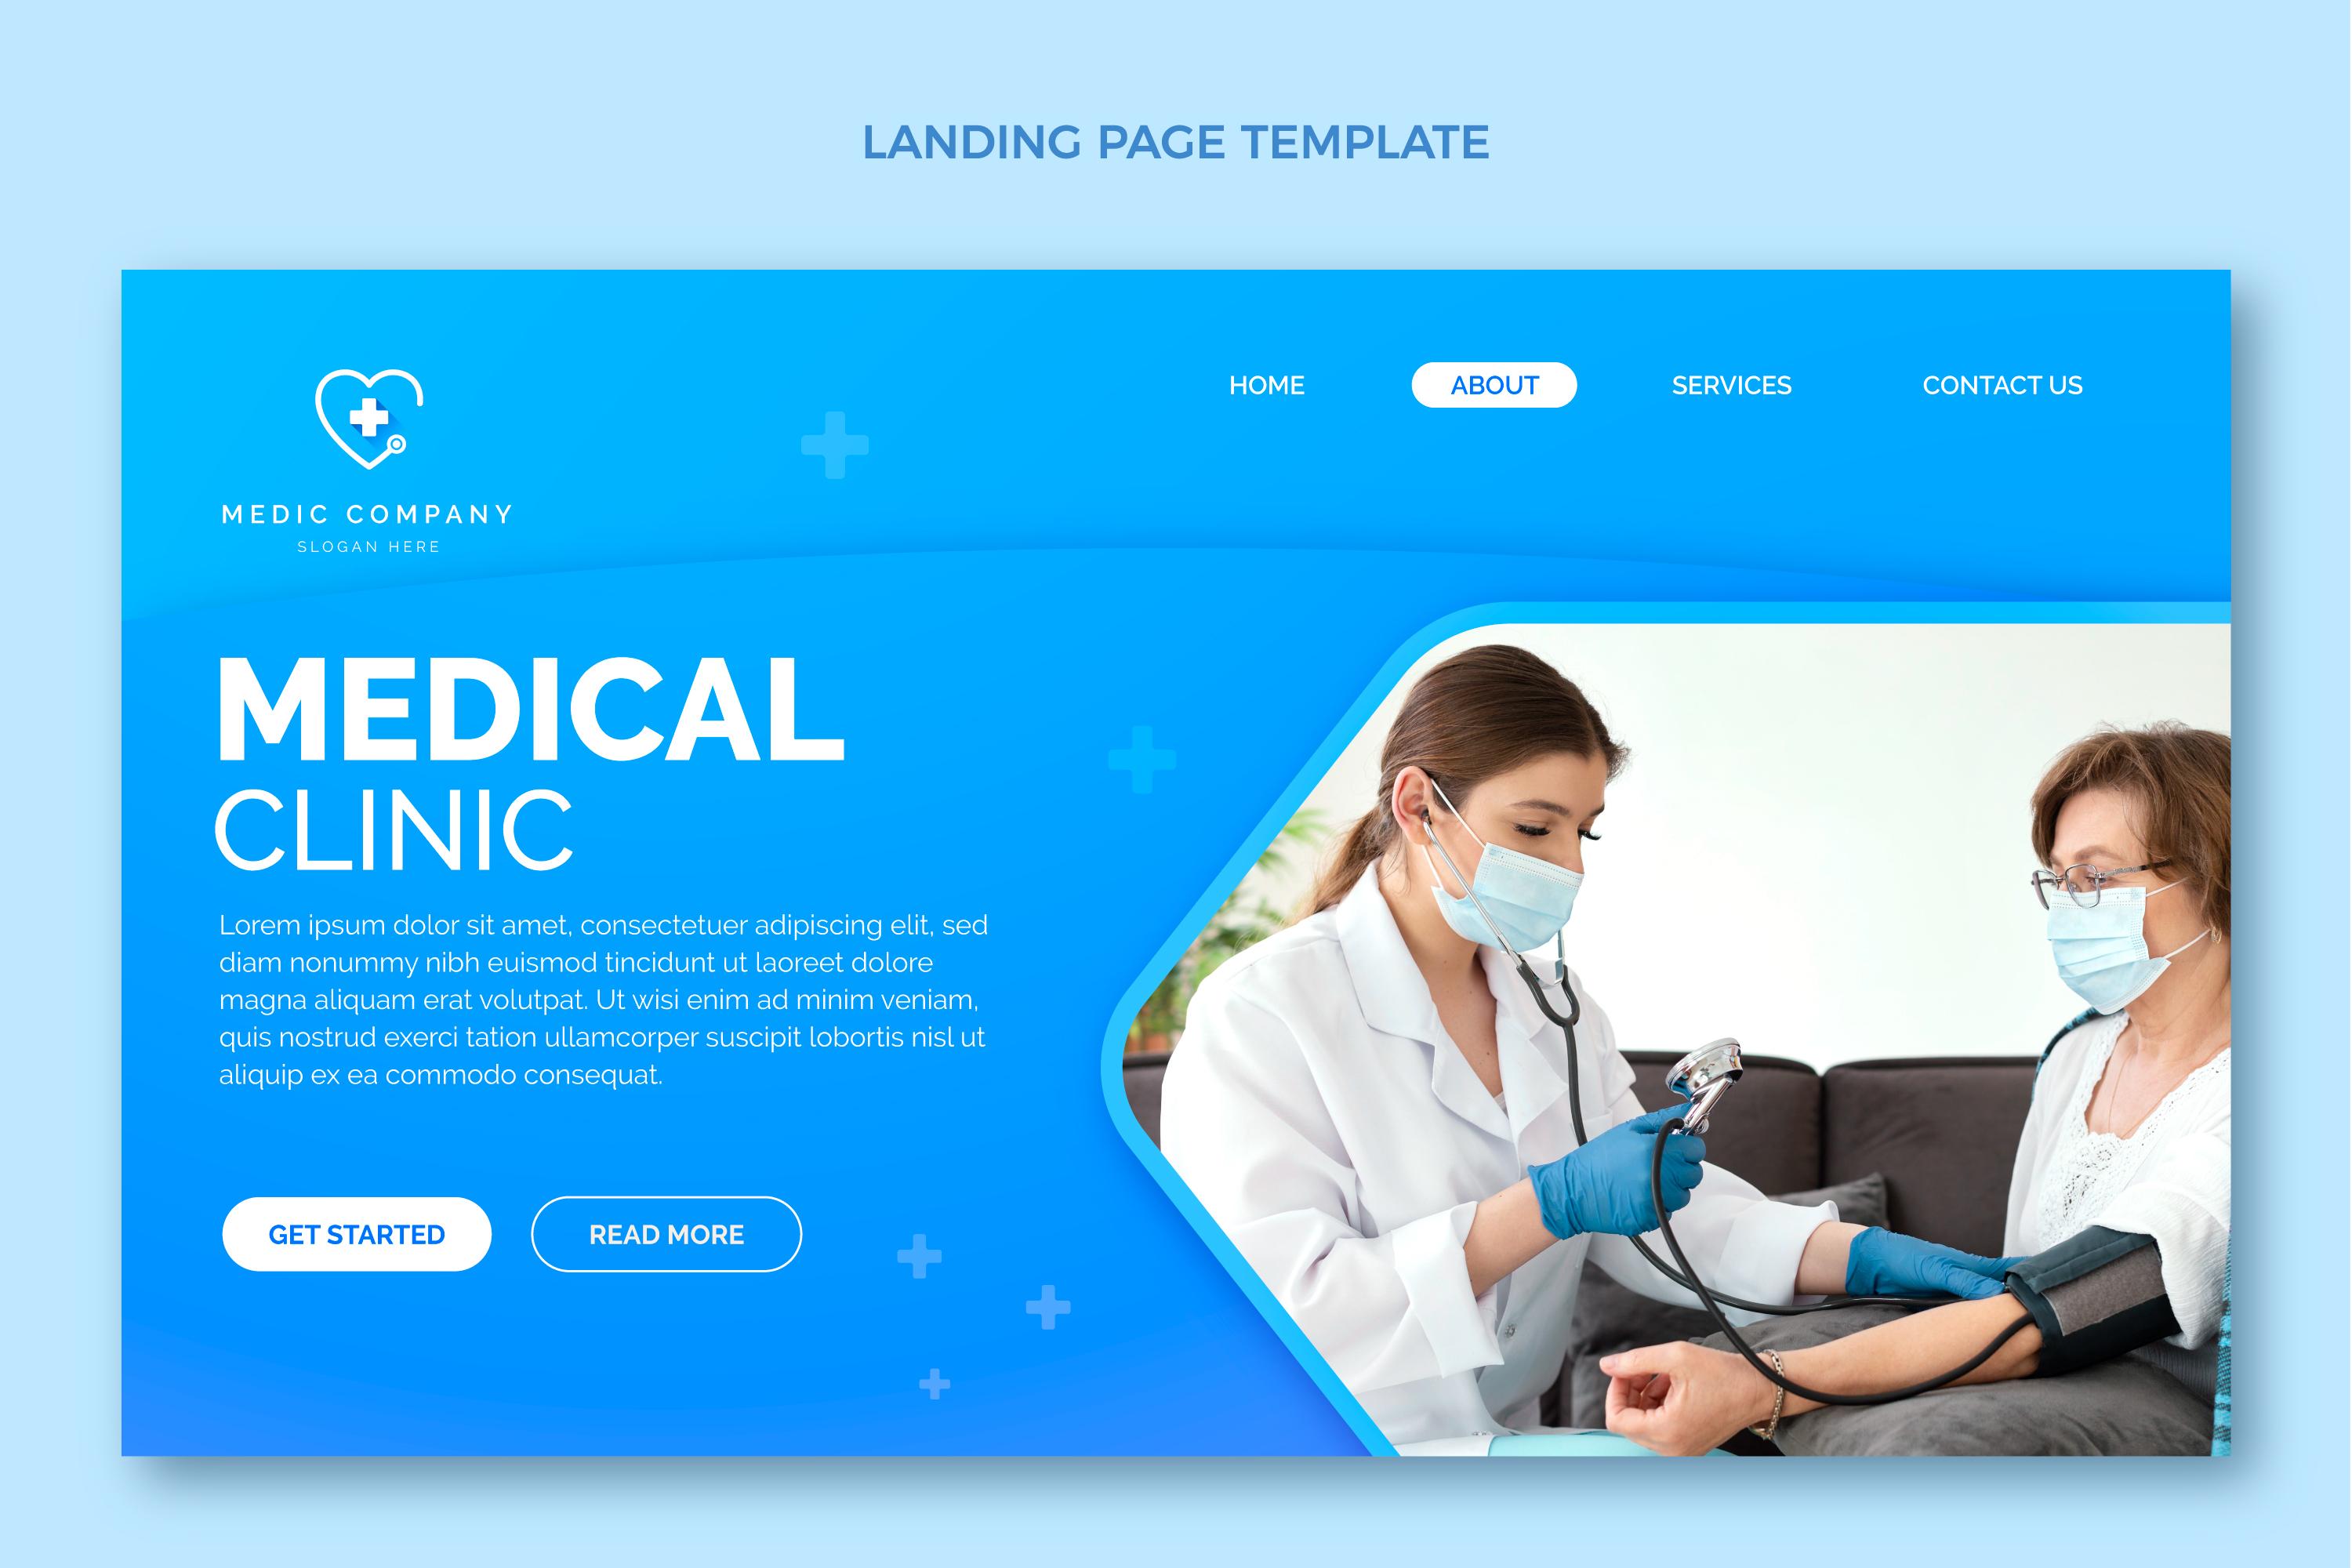 LANDING PAGE TEMPLATE
HOME
ABOUT
SERVICES
CONTACT US
MEDIC COMPANY
SLOGAN HERE
MEDICAL
CLINIC
Lorem ipsum dolor sit amet, consectetuer adipiscing elit, sed
diam nonummy nibh euismod tincidunt ut laoreet dolore
magna aliquam erat volutpat. Ut wisi enim ad minim veniam,
quis nostrud exerci tation ullamcorper suscipit lobortis nisl ut
aliquip ex ea commodo consequat.
GET STARTED
READ MORE